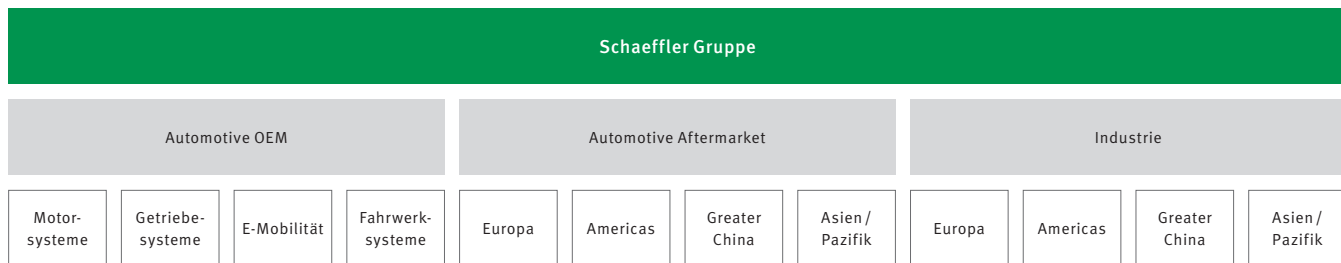 Schaeffler Gruppe
Automotive OEM
Automotive Aftermarket
Industrie
Motor-
systeme
Getriebe-
systeme
E-Mobilität
Fahrwerk-
systeme
Europa
Americas
Greater
China
Asien /
Pazifik
Europa
Americas
Greater
China
Asien /
Pazifik